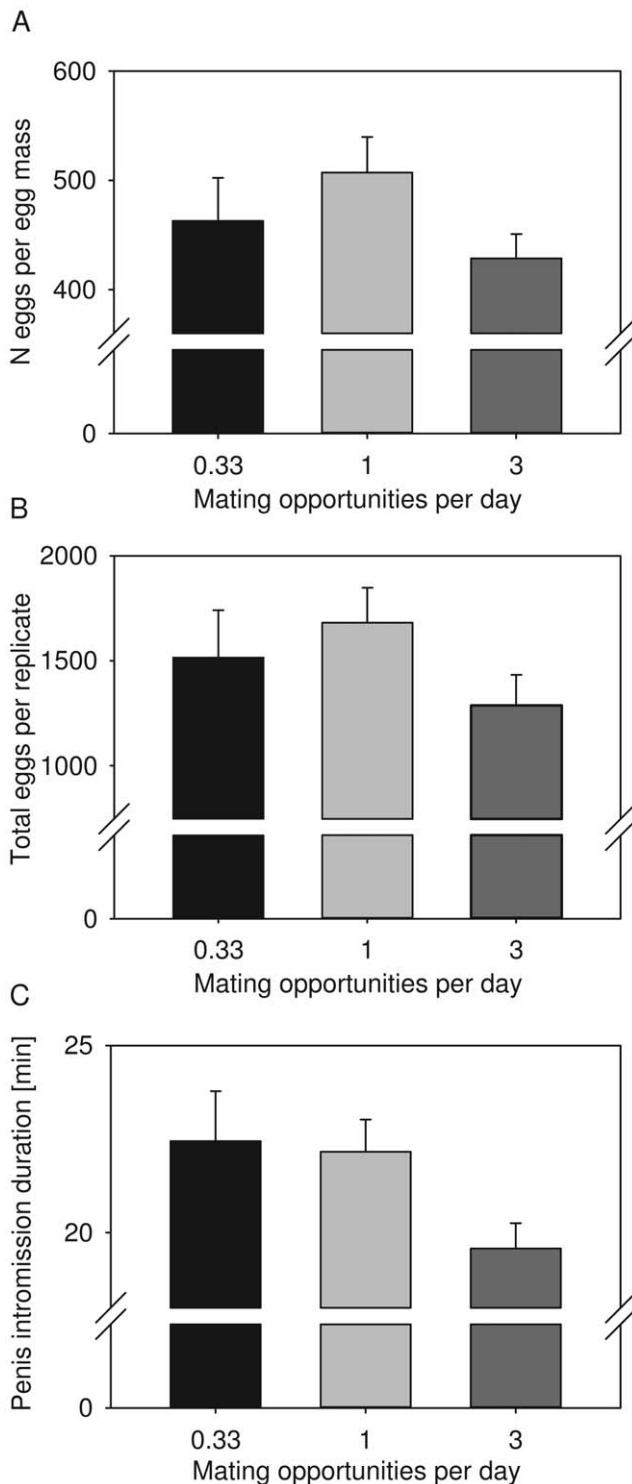 A
N eggs per egg mass
600
500
400
0
0.33 1 3
Mating opportunities per day
B
Total eggs per replicate
2000
1500
1000
0
0.33 1 3
Mating opportunities per day
C
Penis intromission duration [min]
25
20
0
0.33 1 3
Mating opportunities per day